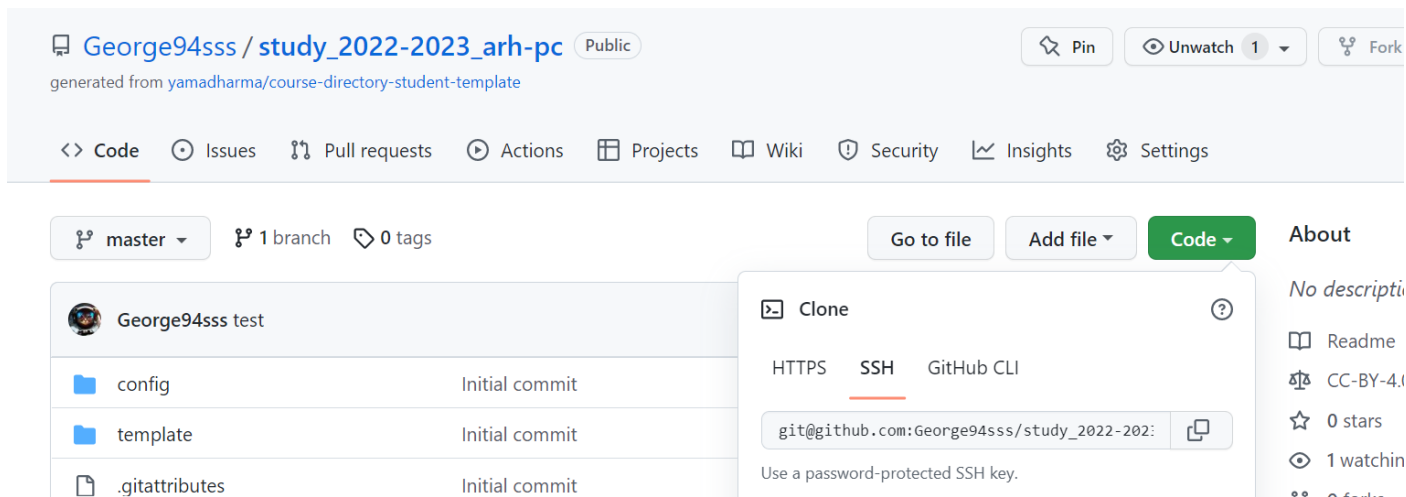 George94sss / study_2022-2023_arh-pc Public
Pin
Unwatch 1
Fork
generated from yamadharma/course-directory-student-template
Code Issues Pull requests Actions Projects Wiki Security Insights Settings
master 1 branch 0 tags Go to file Add file Code
About
George94sss test
Clone
No descripti
HTTPS SSH GitHub CLI
Readme
config Initial commit
CC-BY-4.
0 stars
template Initial commit
git@github.com:George94sss/study_2022-202
1 watchin
Use a password-protected SSH key.
.gitattributes Initial commit